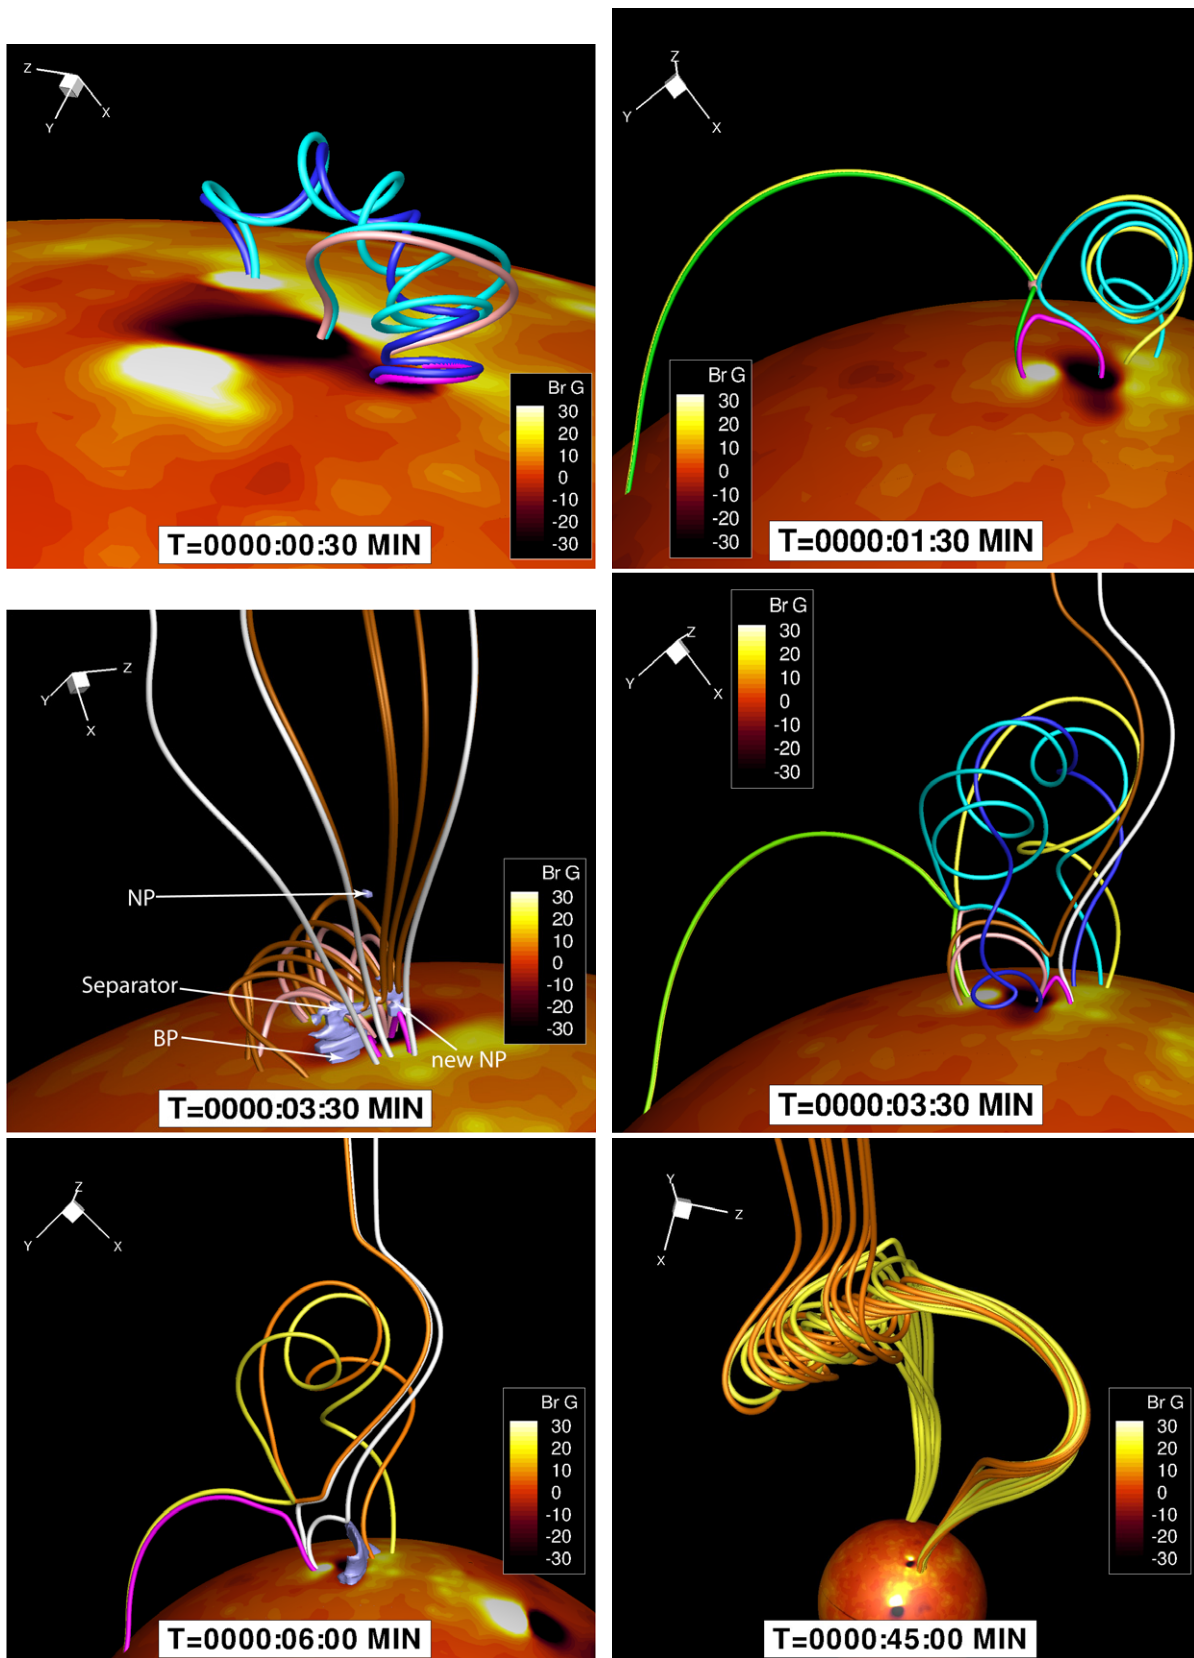 Z
Y
X
Br G
30
20
10
0
-10
-20
-30
T=0000:00:30 MIN
Z
Y
X
Br G
30
20
10
0
-10
-20
-30
T=0000:01:30 MIN
Z
Y
X
NP
Separator
BP
new NP
Br G
30
20
10
0
-10
-20
-30
T=0000:03:30 MIN
Z
Y
X
Br G
30
20
10
0
-10
-20
-30
T=0000:03:30 MIN
Z
Y
X
Br G
30
20
10
0
-10
-20
-30
T=0000:06:00 MIN
Y
Z
X
Br G
30
20
10
0
-10
-20
-30
T=0000:45:00 MIN